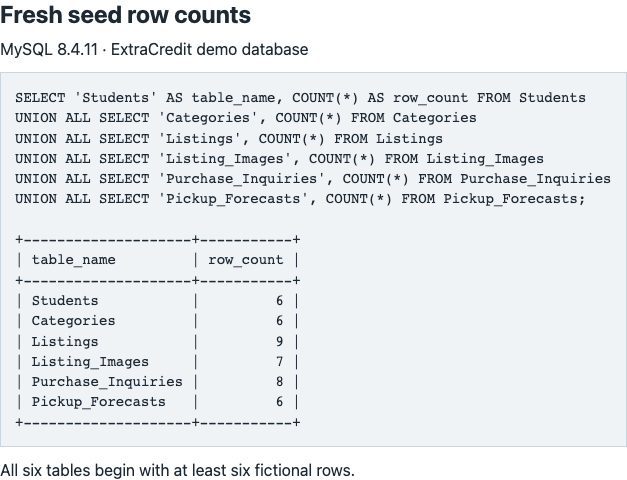 Fresh seed row counts
MySQL 8.4.11 · ExtraCredit demo database
SELECT 'Students' AS table_name, COUNT(*) AS row_count FROM Students
UNION ALL SELECT 'Categories', COUNT(*) FROM Categories
UNION ALL SELECT 'Listings', COUNT(*) FROM Listings
UNION ALL SELECT 'Listing_Images', COUNT(*) FROM Listing_Images
UNION ALL SELECT 'Purchase_Inquiries', COUNT(*) FROM Purchase_Inquiries
UNION ALL SELECT 'Pickup_Forecasts', COUNT(*) FROM Pickup_Forecasts;
+--------------------+-----------+
| table_name         | row_count |
+--------------------+-----------+
| Students           |         6 |
| Categories         |         6 |
| Listings           |         9 |
| Listing_Images     |         7 |
| Purchase_Inquiries |         8 |
| Pickup_Forecasts   |         6 |
+--------------------+-----------+
All six tables begin with at least six fictional rows.